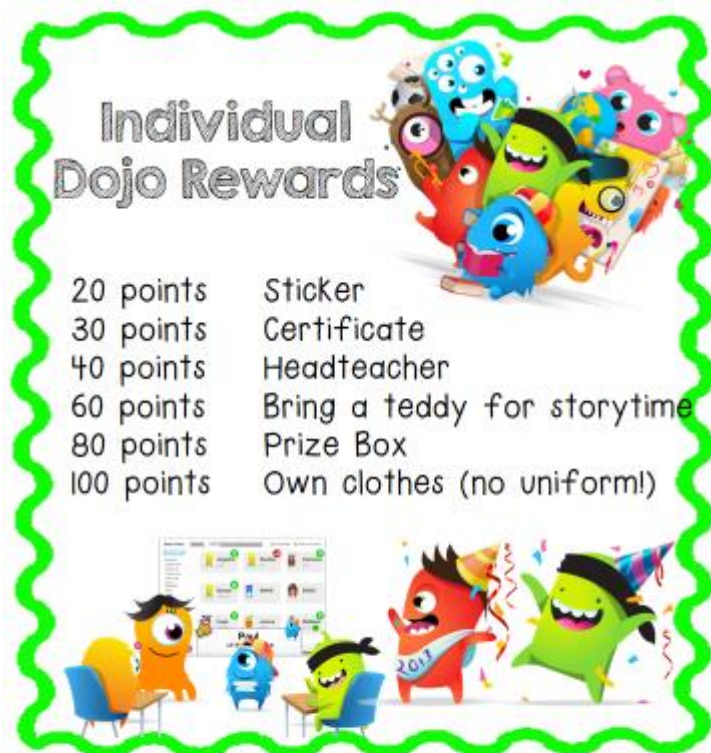 Individual
Dojo Rewards
20 points Sticker
30 points Certificate
40 points Headteacher
60 points Bring a teddy for storytime
80 points Prize Box
100 points Own clothes (no uniform!)
2013